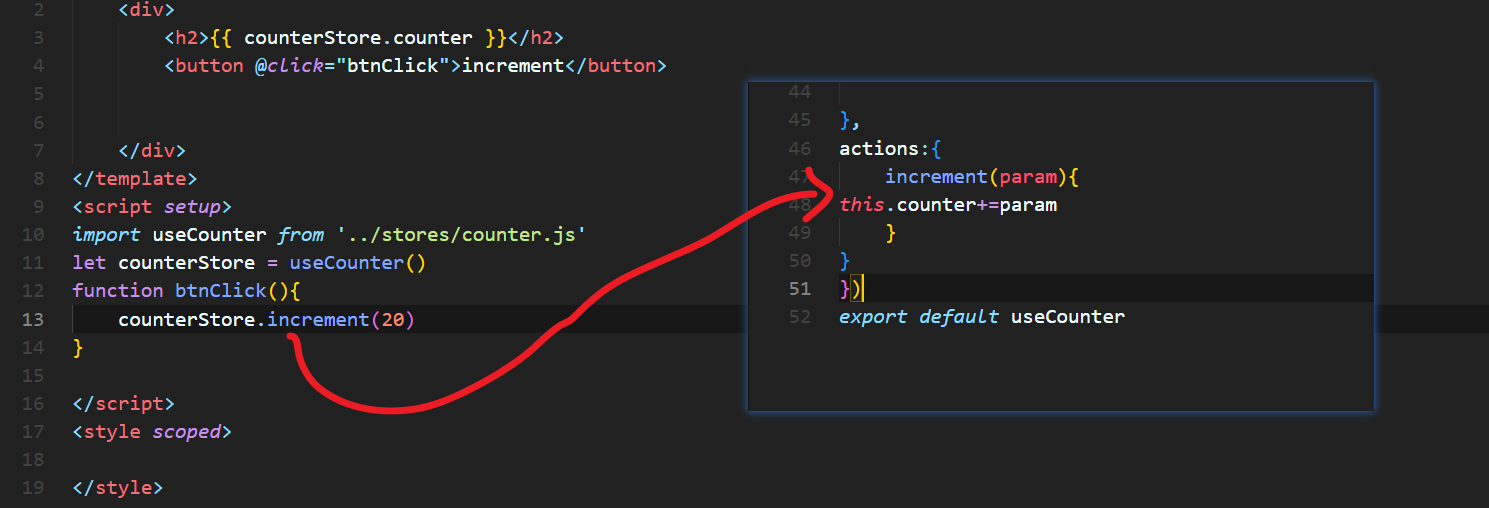 2 <div>
3 <h2>{{ counterStore.counter }}</h2>
4 <button @click="btnClick">increment</button>
5
6
7 </div>
8 </template>
9 <script setup>
10 import useCounter from '../stores/counter.js'
11 let counterStore = useCounter()
12 function btnClick(){
13 counterStore.increment(20)
14 }
15
16 </script>
17 <style scoped>
18
19 </style>
44
45 },
46 actions:{
47 increment(param){
48 this.counter+=param
49 }
50 }
51 })
52 export default useCounter